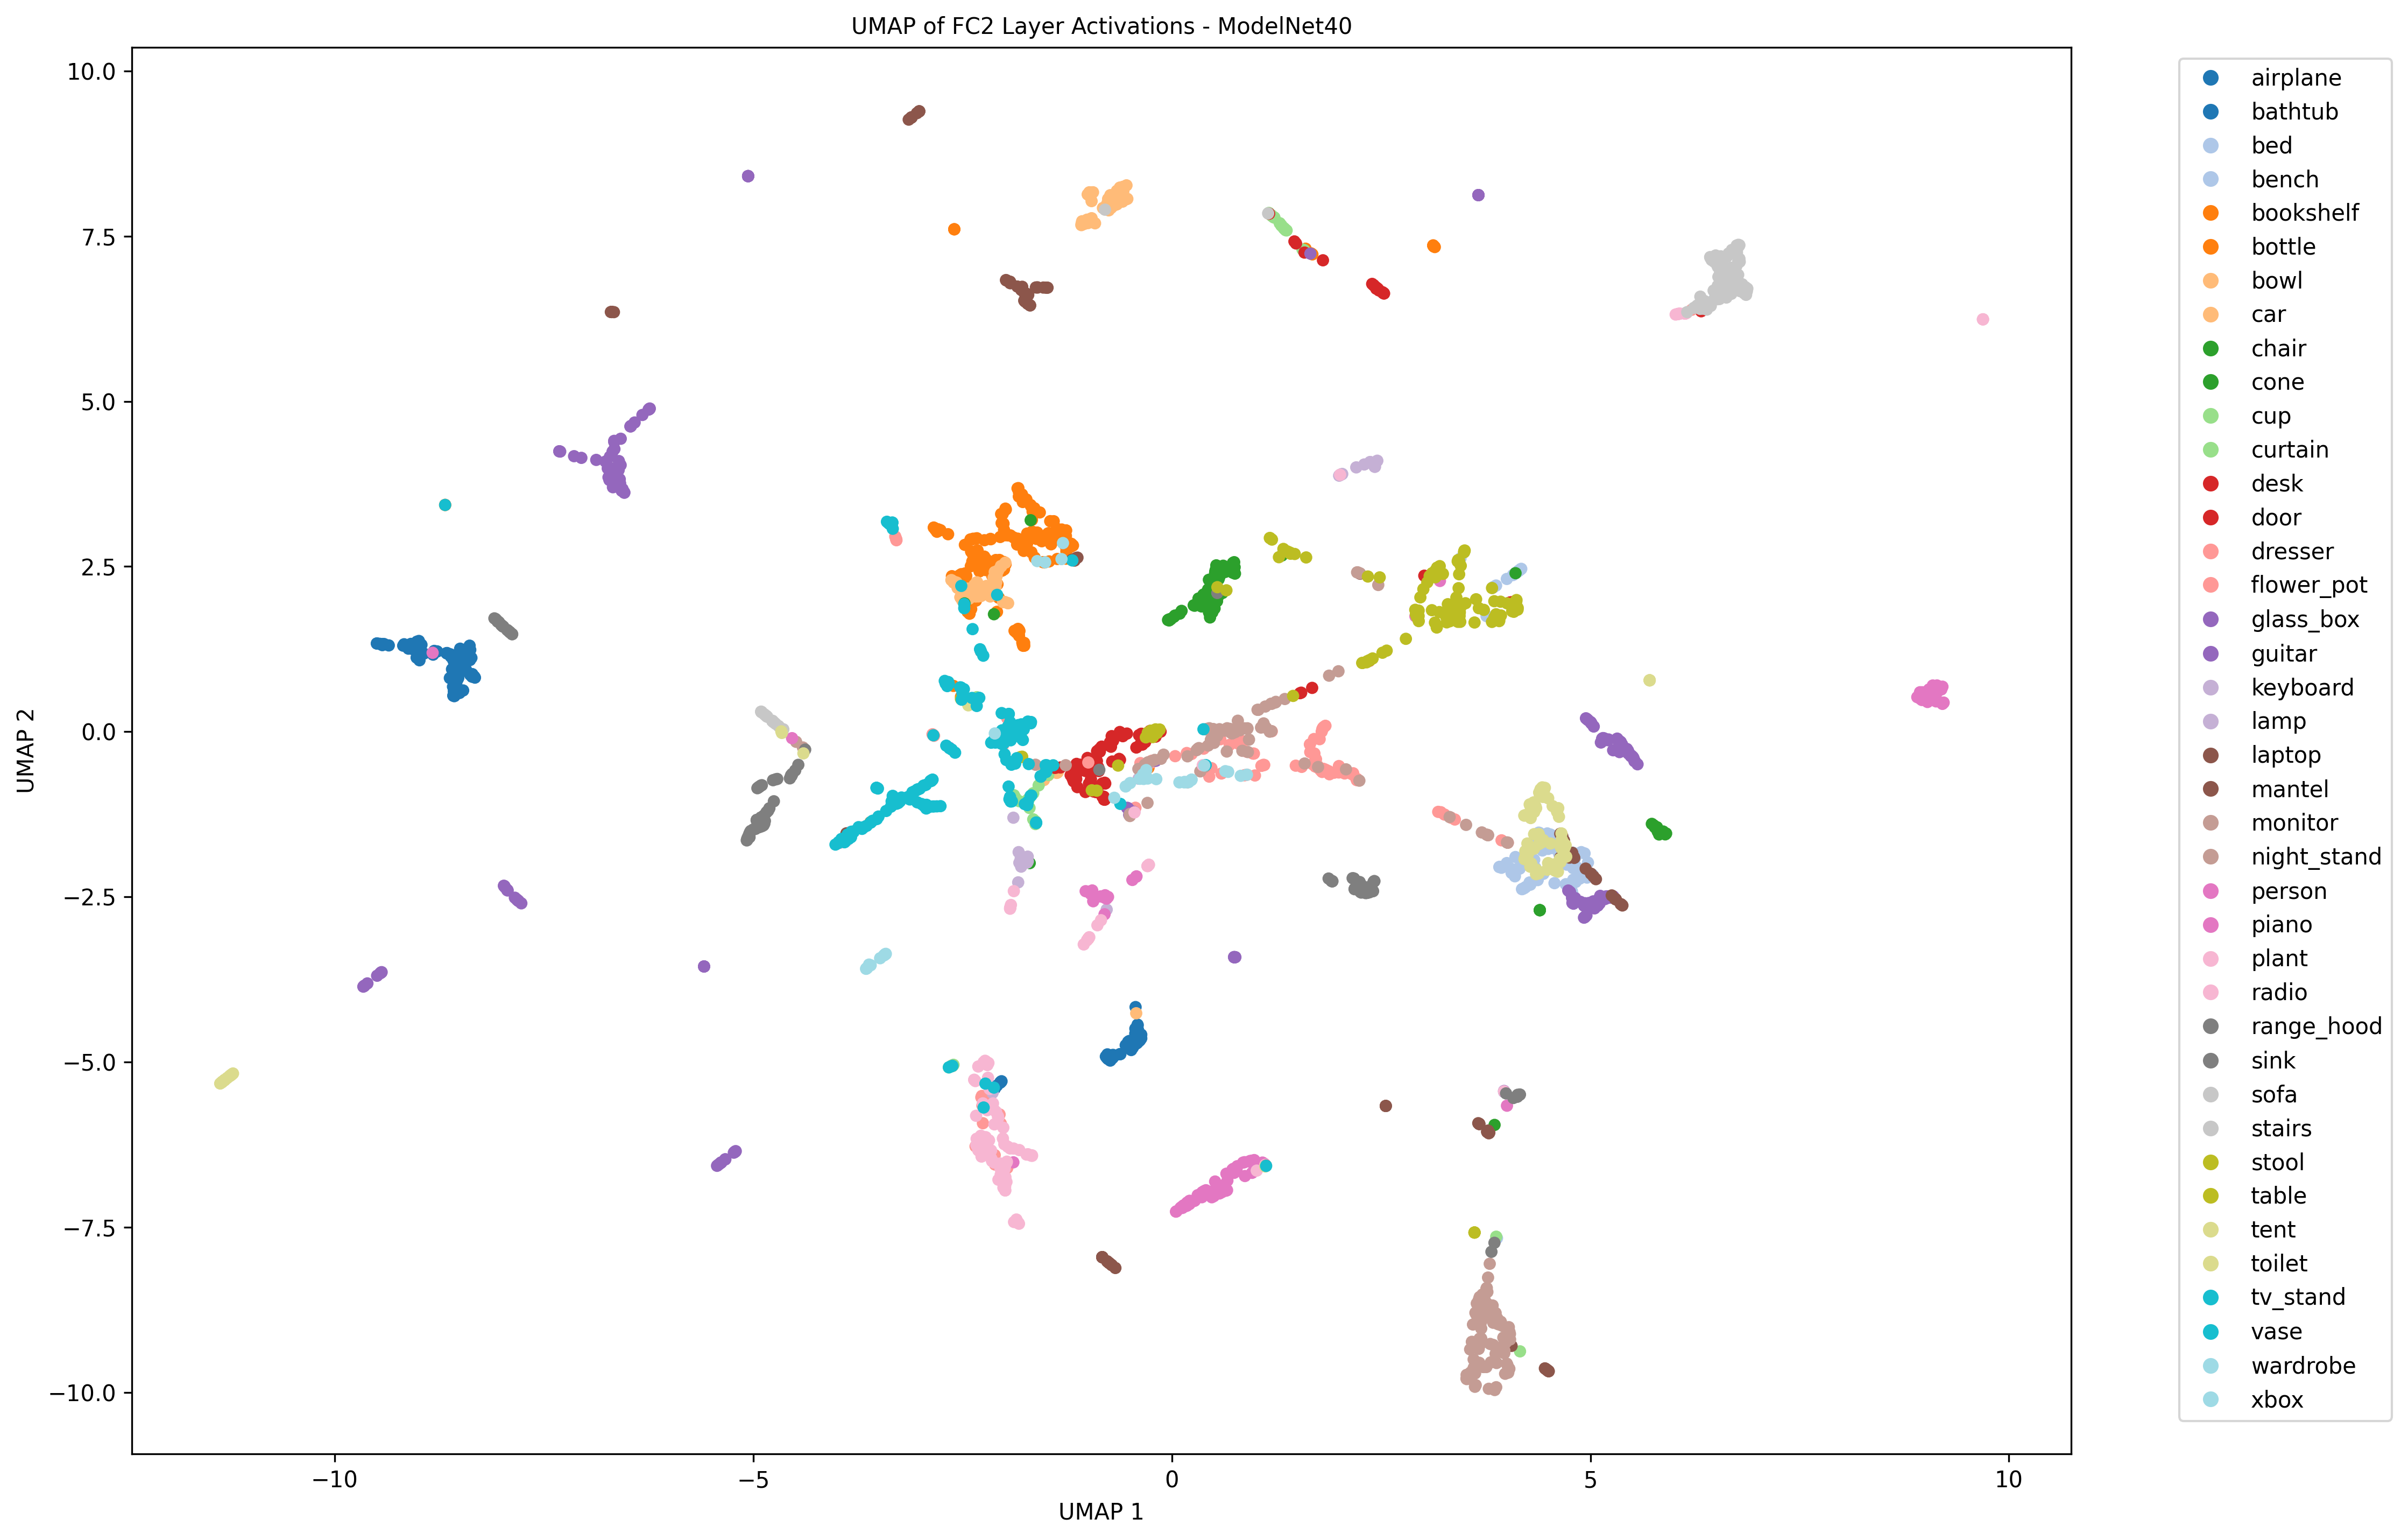 UMAP of FC2 Layer Activations - ModelNet40
10.0
7.5
5.0
2.5
0.0
−2.5
−5.0
−7.5
−10.0
UMAP 2
−10
−5
0
5
10
UMAP 1
airplane
bathtub
bed
bench
bookshelf
bottle
bowl
car
chair
cone
cup
curtain
desk
door
dresser
flower_pot
glass_box
guitar
keyboard
lamp
laptop
mantel
monitor
night_stand
person
piano
plant
radio
range_hood
sink
sofa
stairs
stool
table
tent
toilet
tv_stand
vase
wardrobe
xbox